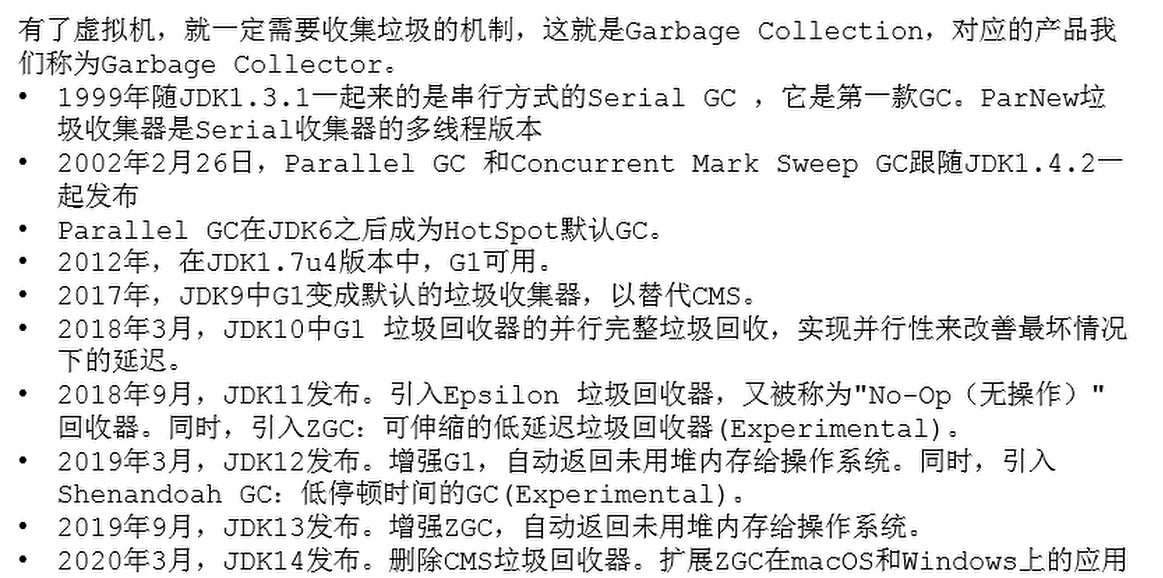 有了虚拟机，就一定需要收集垃圾的机制，这就是Garbage Collection，对应的产品我
们称为Garbage Collector。
• 1999年随JDK1.3.1一起来的是串行方式的Serial GC ，它是第一款GC。ParNew垃
圾收集器是Serial收集器的多线程版本
• 2002年2月26日，Parallel GC 和Concurrent Mark Sweep GC跟随JDK1.4.2一
起发布
• Parallel GC在JDK6之后成为HotSpot默认GC。
• 2012年，在JDK1.7u4版本中，G1可用。
• 2017年，JDK9中G1变成默认的垃圾收集器，以替代CMS。
• 2018年3月，JDK10中G1 垃圾回收器的并行完整垃圾回收，实现并行性来改善最坏情况
下的延迟。
• 2018年9月，JDK11发布。引入Epsilon 垃圾回收器，又被称为"No-Op（无操作）"
回收器。同时，引入ZGC：可伸缩的低延迟垃圾回收器(Experimental)。
• 2019年3月，JDK12发布。增强G1，自动返回未用堆内存给操作系统。同时，引入
Shenandoah GC：低停顿时间的GC(Experimental)。
• 2019年9月，JDK13发布。增强ZGC，自动返回未用堆内存给操作系统。
• 2020年3月，JDK14发布。删除CMS垃圾回收器。扩展ZGC在macOS和Windows上的应用